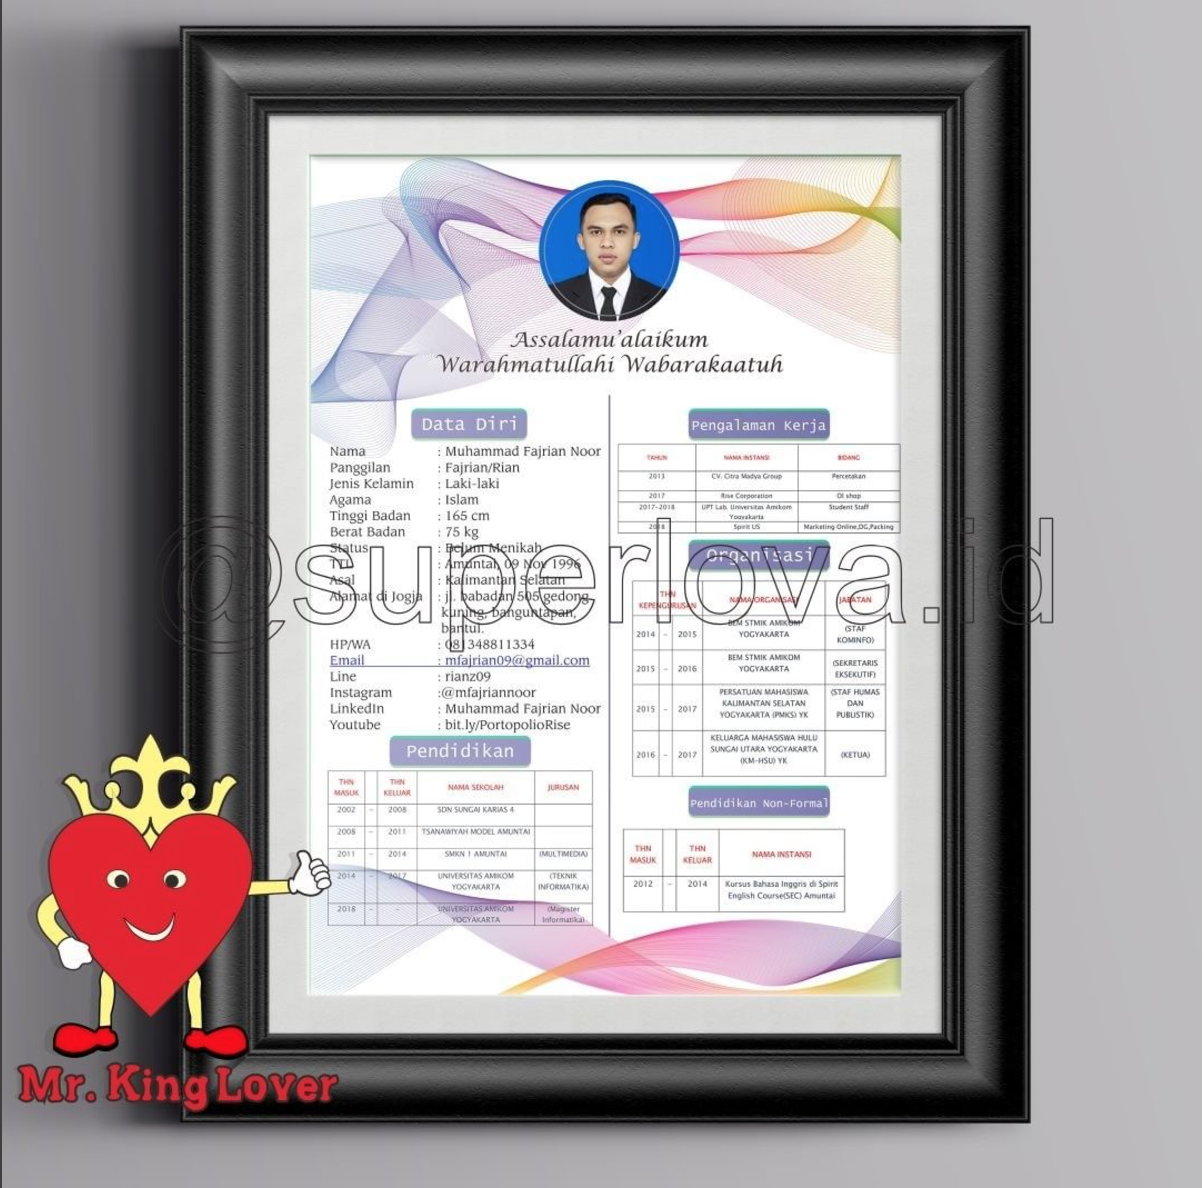 Assalamu'alaikum
Warahmatullahi Wabarakaatuh
Data Diri
Nama : Muhammad Fajrian Noor
Panggilan : Fajrian/Rian
Jenis Kelamin : Laki-laki
Agama : Islam
Tinggi Badan : 165 cm
Berat Badan : 75 kg
Status : Belum Menikah
TTL : Amuntai, 09 Nov 1996
Asal : Kalimantan Selatan
Alamat di Jogja : jl. babadan 505 gedong
kuning, banguntapan,
bantul.
HP/WA : 081348811334
Email : mfajrian09@gmail.com
Line : rianz09
Instagram :@mfajriannoor
LinkedIn : Muhammad Fajrian Noor
Youtube : bit.ly/PortopolioRise
Pendidikan
THN MASUK THN KELUAR NAMA SEKOLAH JURUSAN
2002 - 2008 SDN SUNGAI KARIAS 4
2008 - 2011 TSANAWIYAH MODEL AMUNTAI
2011 - 2014 SMKN 1 AMUNTAI (MULTIMEDIA)
2014 - 2017 UNIVERSITAS AMIKOM YOGYAKARTA (TEKNIK INFORMATIKA)
2018 - - UNIVERSITAS AMIKOM YOGYAKARTA (Magister Informatika)
Pengalaman Kerja
TAHUN NAMA INSTANSI BIDANG
2013 CV. Citra Madya Group Percetakan
2017 Rise Corporation Ol shop
2017-2018 UPT Lab. Universitas Amikom Yogyakarta Student Staff
2018 Spirit US Marketing Online,DG,Packing
Organisasi
THN KEPENGURUSAN NAMA ORGANISASI JABATAN
2014 - 2015 BEM STMIK AMIKOM YOGYAKARTA (STAF KOMINFO)
2015 - 2016 BEM STMIK AMIKOM YOGYAKARTA (SEKRETARIS EKSEKUTIF)
2015 - 2017 PERSATUAN MAHASISWA KALIMANTAN SELATAN YOGYAKARTA (PMKS) YK (STAF HUMAS DAN PUBLISTIK)
2016 - 2017 KELUARGA MAHASISWA HULU SUNGAI UTARA YOGYAKARTA (KM-HSU) YK (KETUA)
Pendidikan Non-Formal
THN MASUK THN KELUAR NAMA INSTANSI
2012 - 2014 Kursus Bahasa Inggris di Spirit English Course(SEC) Amuntai
@superlova.id
Mr. King Lover